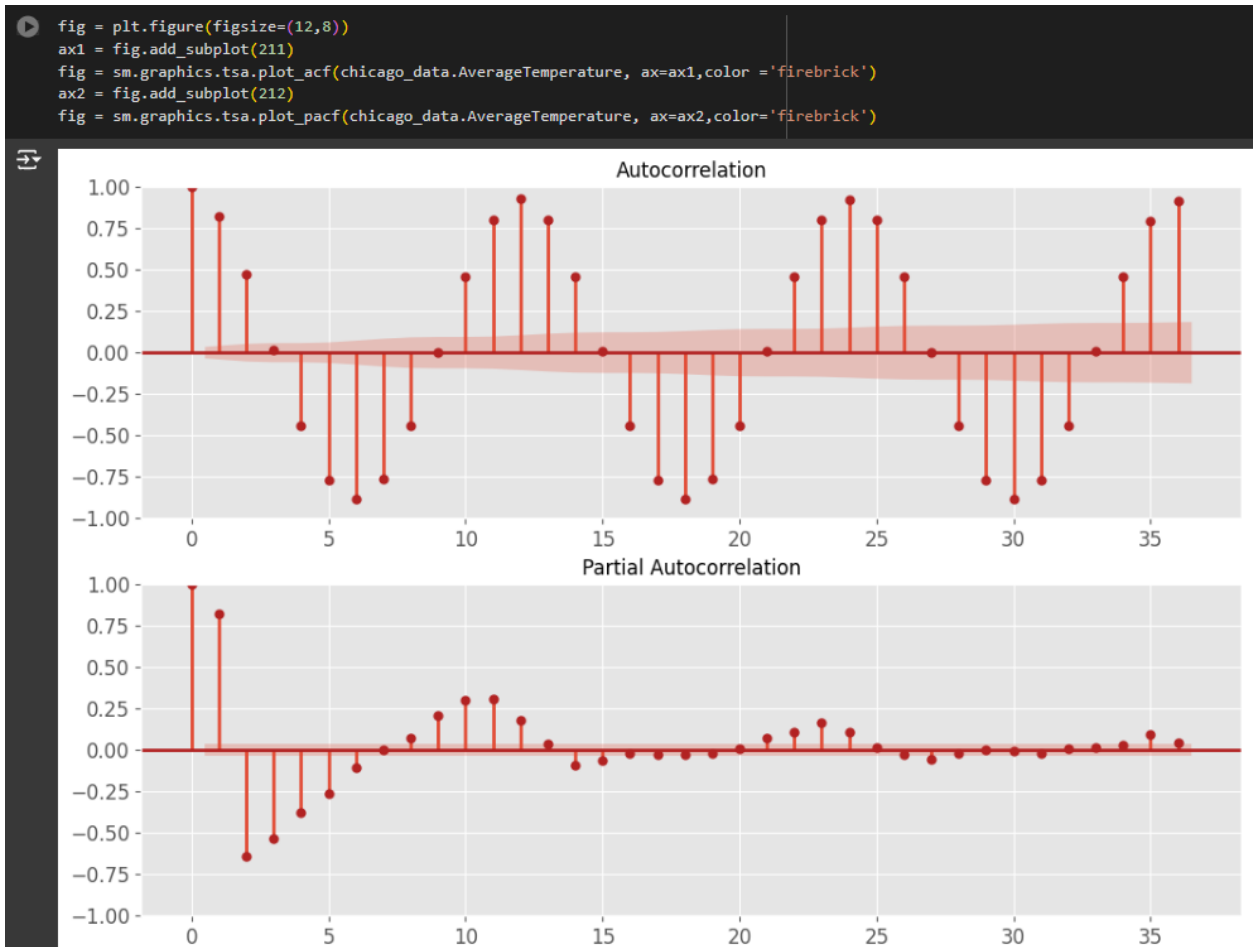 fig = plt.figure(figsize=(12,8))
ax1 = fig.add_subplot(211)
fig = sm.graphics.tsa.plot_acf(chicago_data.AverageTemperature, ax=ax1,color ='firebrick')
ax2 = fig.add_subplot(212)
fig = sm.graphics.tsa.plot_pacf(chicago_data.AverageTemperature, ax=ax2,color='firebrick')
Autocorrelation
1.00
0.75
0.50
0.25
0.00
−0.25
−0.50
−0.75
−1.00
0 5 10 15 20 25 30 35
Partial Autocorrelation
1.00
0.75
0.50
0.25
0.00
−0.25
−0.50
−0.75
−1.00
0 5 10 15 20 25 30 35